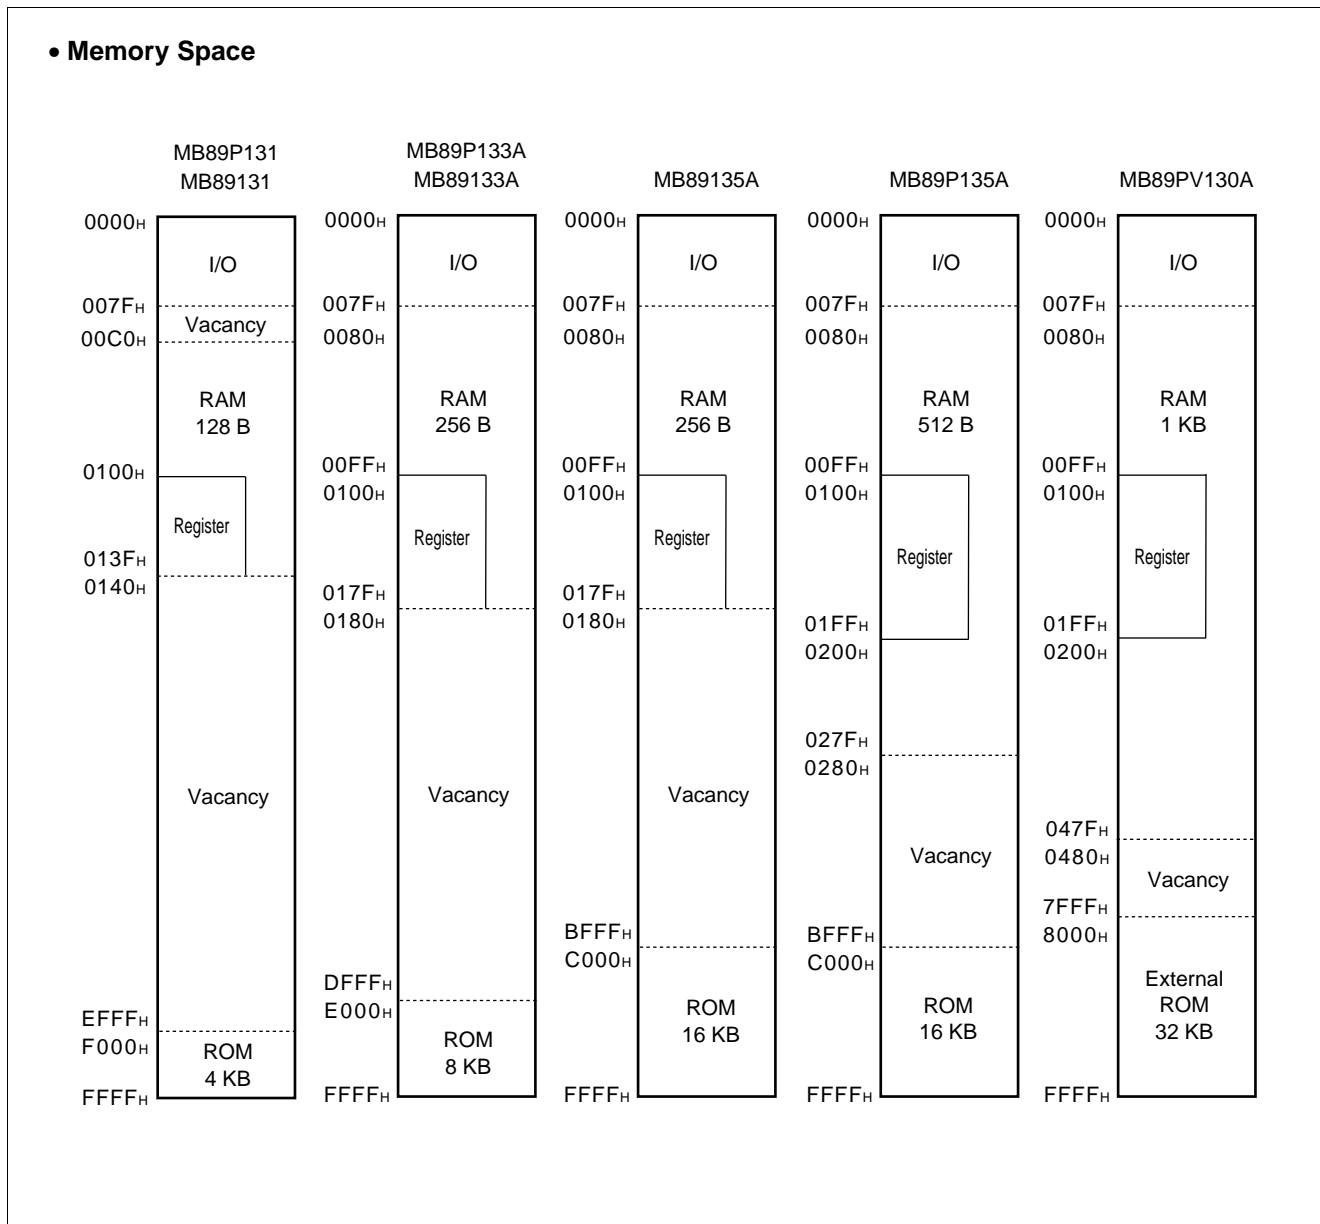 • Memory Space
MB89P131
MB89131
0000H
I/O
007FH
Vacancy
00C0H
RAM
128 B
0100H
Register
013FH
0140H
Vacancy
EFFFH
F000H
ROM
4 KB
FFFFH
MB89P133A
MB89133A
0000H
I/O
007FH
0080H
RAM
256 B
00FFH
0100H
Register
017FH
0180H
Vacancy
DFFFH
E000H
ROM
8 KB
FFFFH
MB89135A
0000H
I/O
007FH
0080H
RAM
256 B
00FFH
0100H
Register
017FH
0180H
Vacancy
BFFFH
C000H
ROM
16 KB
FFFFH
MB89P135A
0000H
I/O
007FH
0080H
RAM
512 B
00FFH
0100H
Register
01FFH
0200H
027FH
0280H
Vacancy
BFFFH
C000H
ROM
16 KB
FFFFH
MB89PV130A
0000H
I/O
007FH
0080H
RAM
1 KB
00FFH
0100H
Register
01FFH
0200H
047FH
0480H
Vacancy
7FFFH
8000H
External
ROM
32 KB
FFFFH